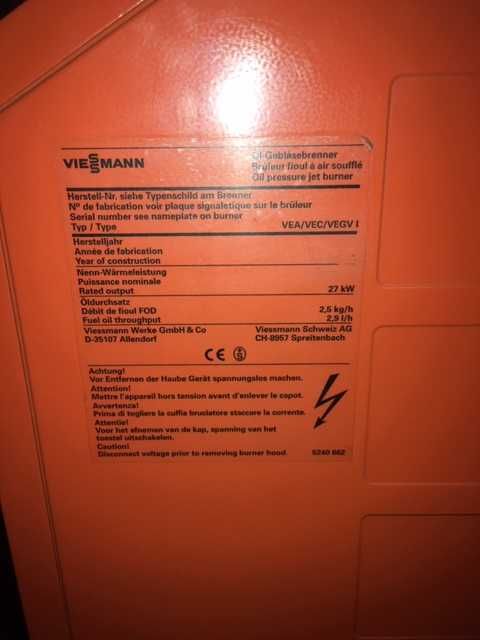 VIESSMANN
Öl-Gebläsebrenner
Brûleur fioul à air soufflé
Oil pressure jet burner
Herstell-Nr. siehe Typenschild am Brenner
Nº de fabrication voir plaque signaletique sur le brûleur
Serial number see nameplate on burner
Typ / Type VEA/VEC/VEGV I
Herstelljahr
Année de fabrication
Year of construction
Nenn-Wärmeleistung
Puissance nominale
Rated output 27 kW
Öldurchsatz
Débit de fioul FOD 2,5 kg/h
Fuel oil throughput 2,9 l/h
Viessmann Werke GmbH & Co Viessmann Schweiz AG
D-35107 Allendorf CH-8957 Spreitenbach
CE
Achtung!
Vor Entfernen der Haube Gerät spannungslos machen.
Attention!
Mettre l'appareil hors tension avant d'enlever le capot.
Avvertenza!
Prima di togliere la cuffia bruciatore staccare la corrente.
Attentie!
Voor het afnemen van de kap, spanning van het
toestel uitschakelen.
Caution!
Disconnect voltage prior to removing burner hood. 5240 662